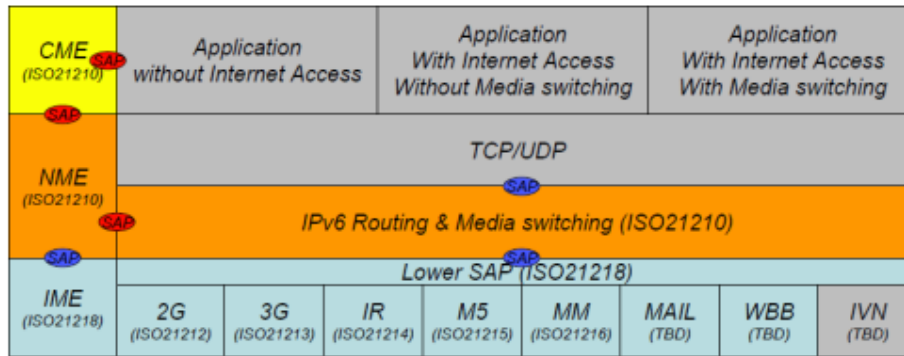 CME
(ISO21210)
SAP
Application
without Internet Access
Application
With Internet Access
Without Media switching
Application
With Internet Access
With Media switching
SAP
NME
(ISO21210)
TCP/UDP
SAP
SAP
IPv6 Routing & Media switching (ISO21210)
SAP
SAP
Lower SAP (ISO21218)
IME
(ISO21218)
2G
(ISO21212)
3G
(ISO21213)
IR
(ISO21214)
M5
(ISO21215)
MM
(ISO21216)
MAIL
(TBD)
WBB
(TBD)
IVN
(TBD)